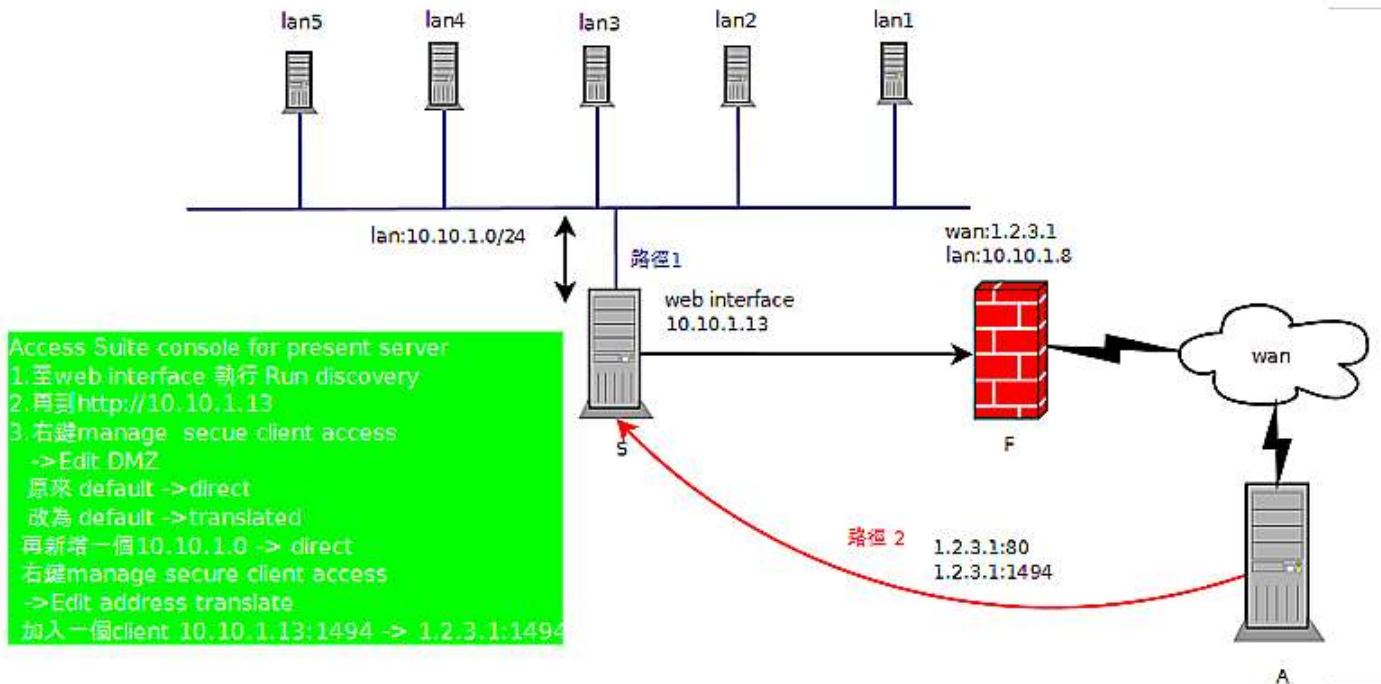 lan5
lan4
lan3
lan2
lan1
lan:10.10.1.0/24
路徑1
wan:1.2.3.1
lan:10.10.1.8
web interface
10.10.1.13
wan
S
F
Access Suite console for present server
1.至web interface 執行 Run discovery
2.再到http://10.10.1.13
3.右鍵manage secue client access
->Edit DMZ
原來 default ->direct
改為 default ->translated
再新增一個10.10.1.0 -> direct
右鍵manage secure client access
->Edit address translate
加入一個client 10.10.1.13:1494 -> 1.2.3.1:1494
路徑 2
1.2.3.1:80
1.2.3.1:1494
A